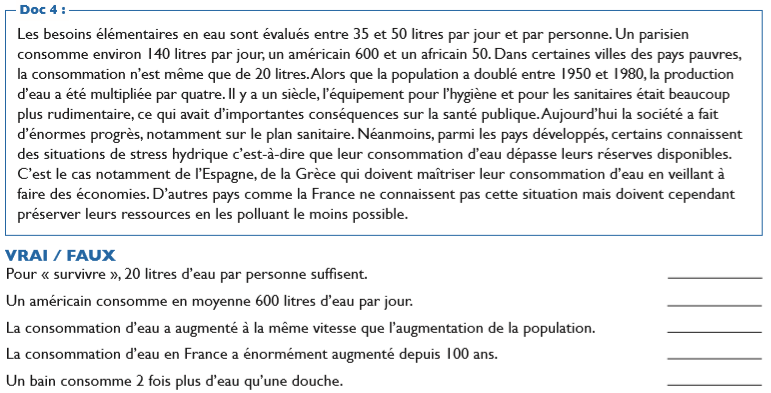 Doc 4 :
Les besoins élémentaires en eau sont évalués entre 35 et 50 litres par jour et par personne. Un parisien
consomme environ 140 litres par jour, un américain 600 et un africain 50. Dans certaines villes des pays pauvres,
la consommation n'est même que de 20 litres. Alors que la population a doublé entre 1950 et 1980, la production
d'eau a été multipliée par quatre. Il y a un siècle, l'équipement pour l'hygiène et pour les sanitaires était beaucoup
plus rudimentaire, ce qui avait d'importantes conséquences sur la santé publique. Aujourd'hui la société a fait
d'énormes progrès, notamment sur le plan sanitaire. Néanmoins, parmi les pays développés, certains connaissent
des situations de stress hydrique c'est-à-dire que leur consommation d'eau dépasse leurs réserves disponibles.
C'est le cas notamment de l'Espagne, de la Grèce qui doivent maîtriser leur consommation d'eau en veillant à
faire des économies. D'autres pays comme la France ne connaissent pas cette situation mais doivent cependant
préserver leurs ressources en les polluant le moins possible.
VRAI / FAUX
Pour « survivre », 20 litres d'eau par personne suffisent.
Un américain consomme en moyenne 600 litres d'eau par jour.
La consommation d'eau a augmenté à la même vitesse que l'augmentation de la population.
La consommation d'eau en France a énormément augmenté depuis 100 ans.
Un bain consomme 2 fois plus d'eau qu'une douche.